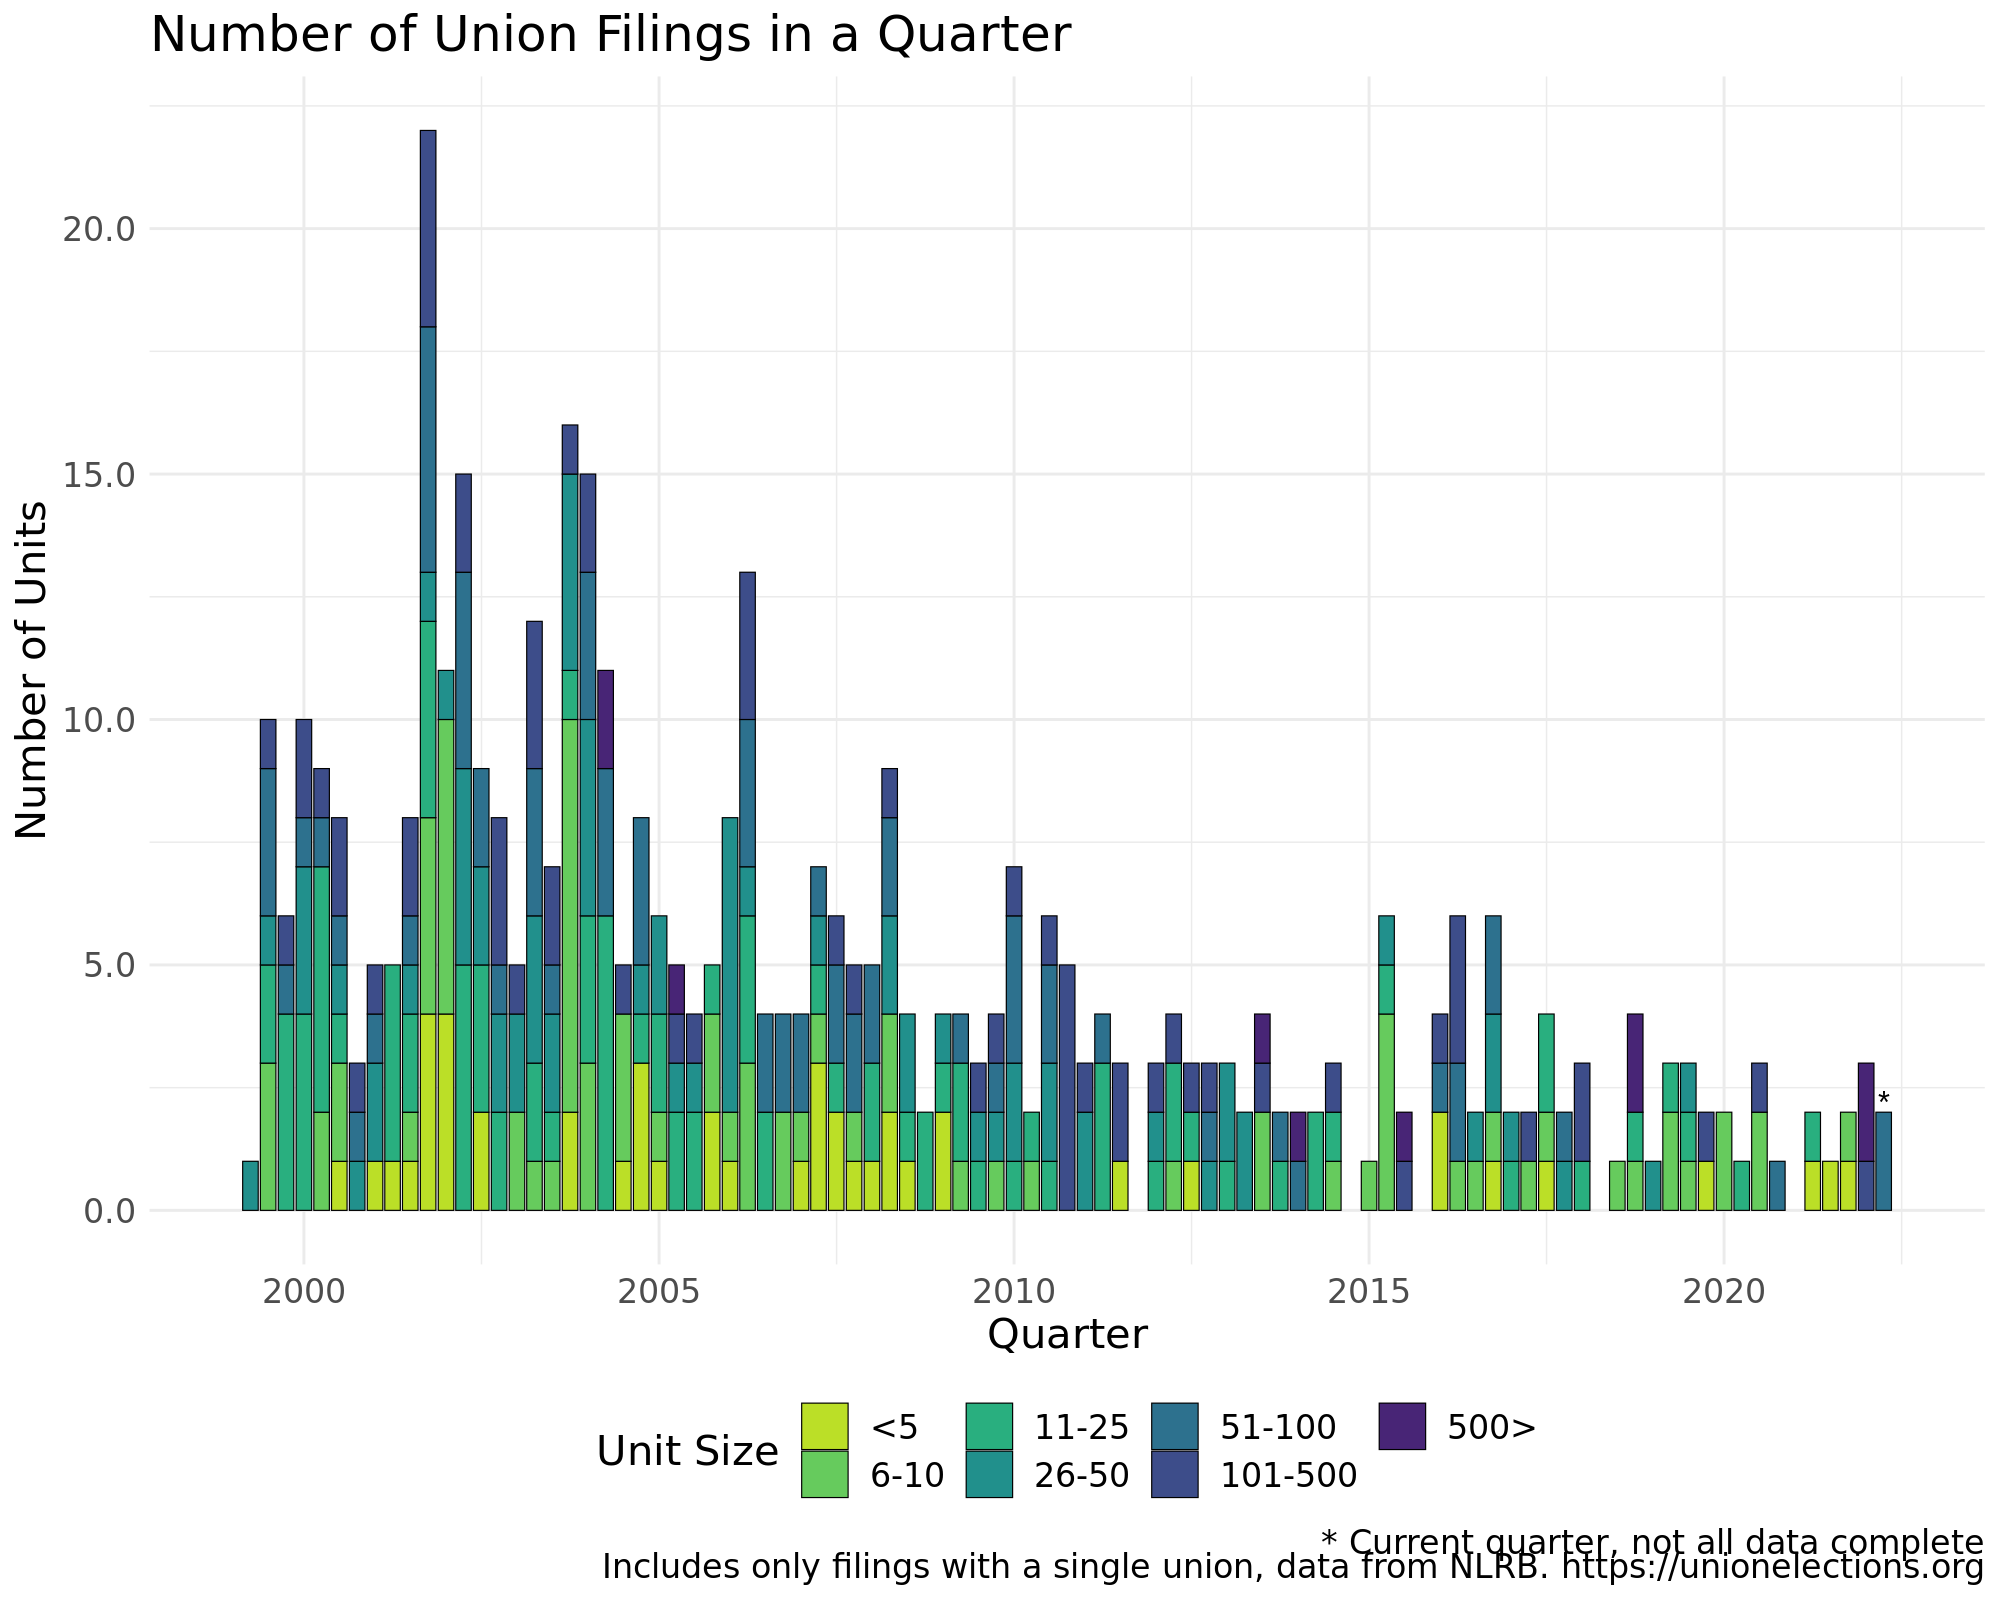 Number of Union Filings in a Quarter
Number of Units
20.0
15.0
10.0
5.0
0.0
*
2000 2005 2010 2015 2020
Quarter
Unit Size
<5 11-25 51-100 500>
6-10 26-50 101-500
* Current quarter, not all data complete
Includes only filings with a single union, data from NLRB. https://unionelections.org